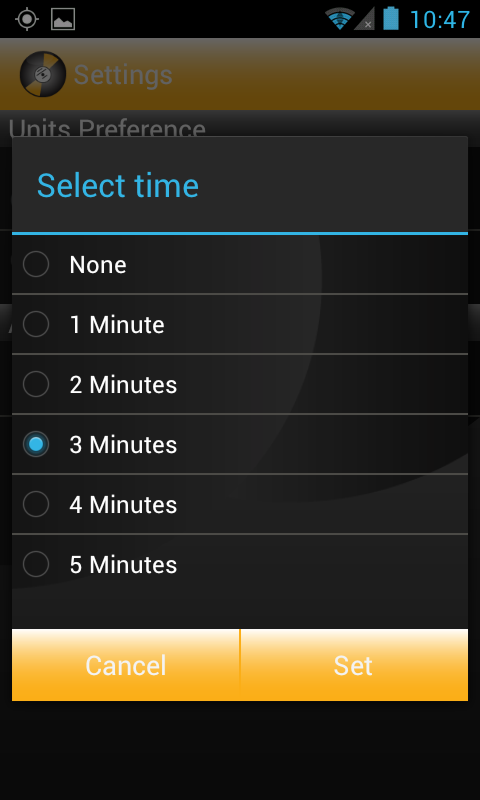 10:47
Settings
Units Preference
Select time
None
1 Minute
2 Minutes
3 Minutes
4 Minutes
5 Minutes
Cancel
Set